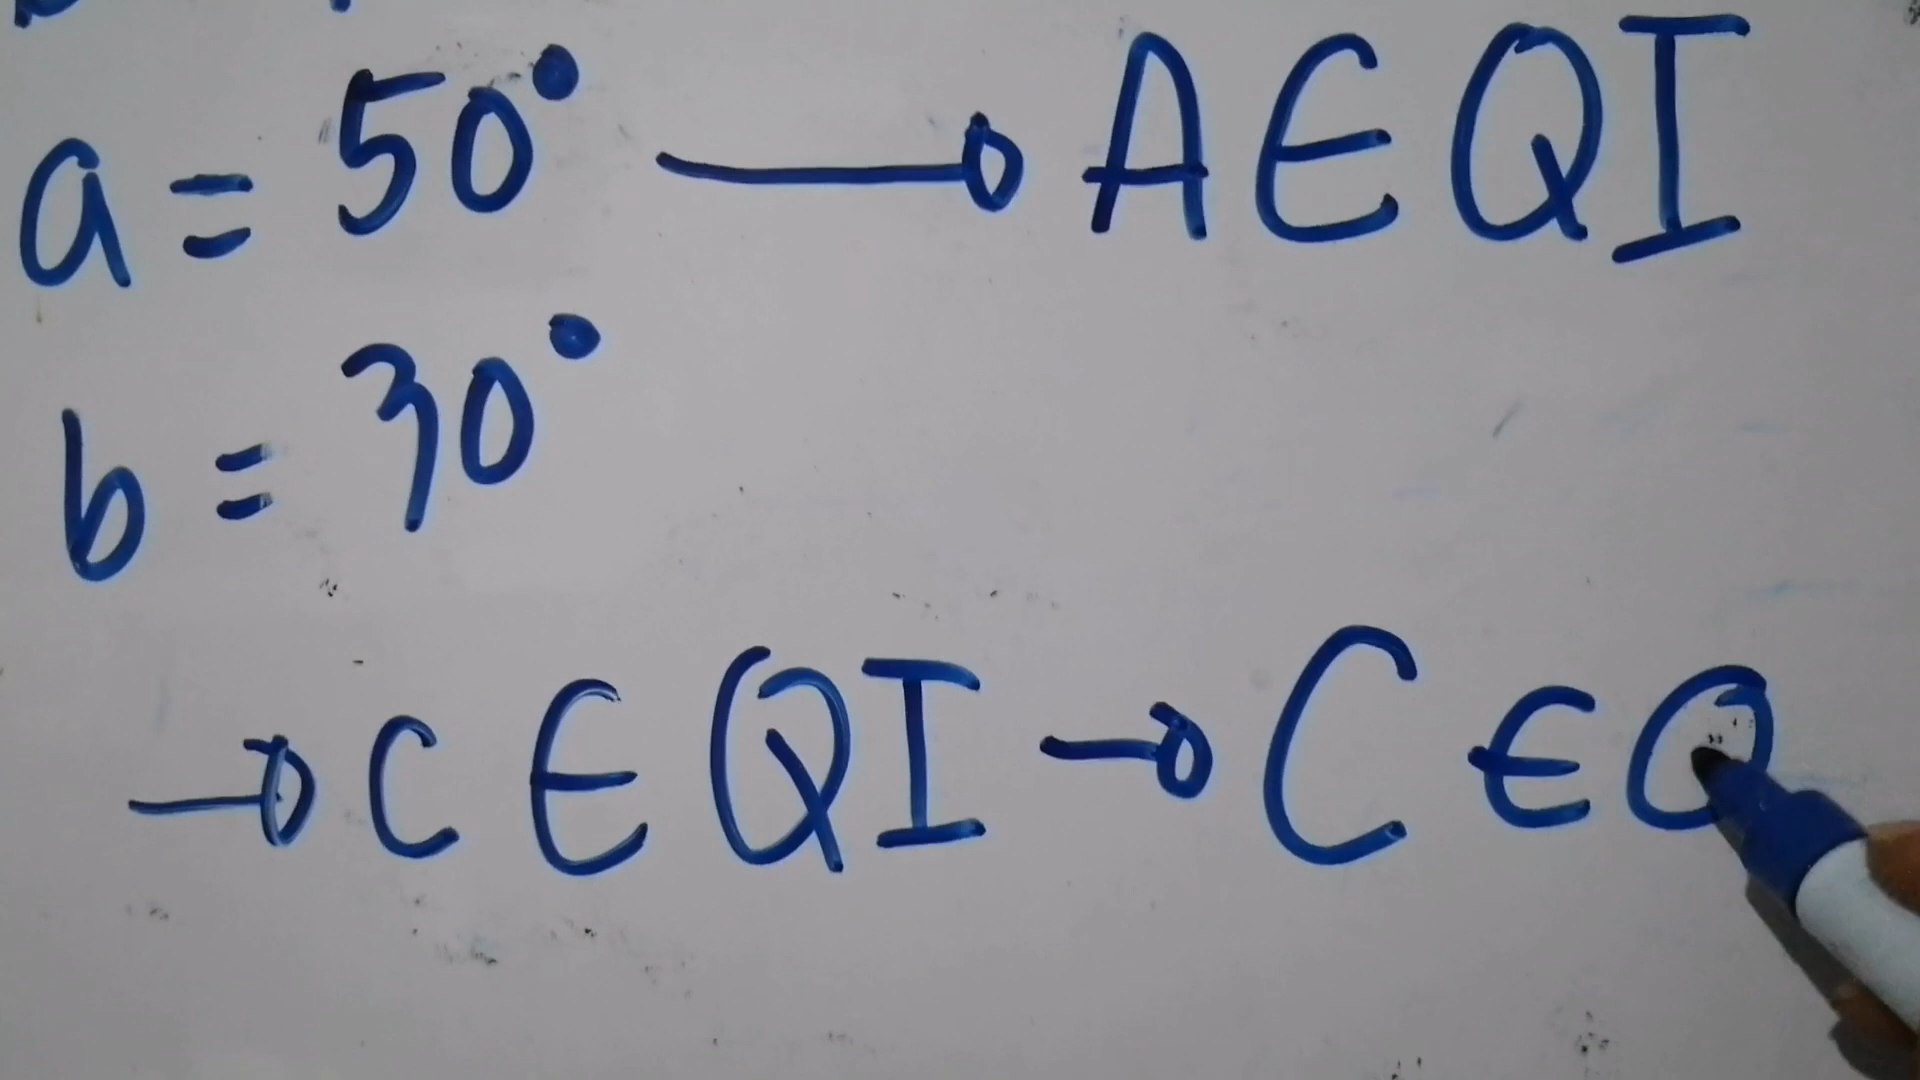 a = 50° → A ∈ QI
b = 30°
→ C ∈ QI → C ∈ Q